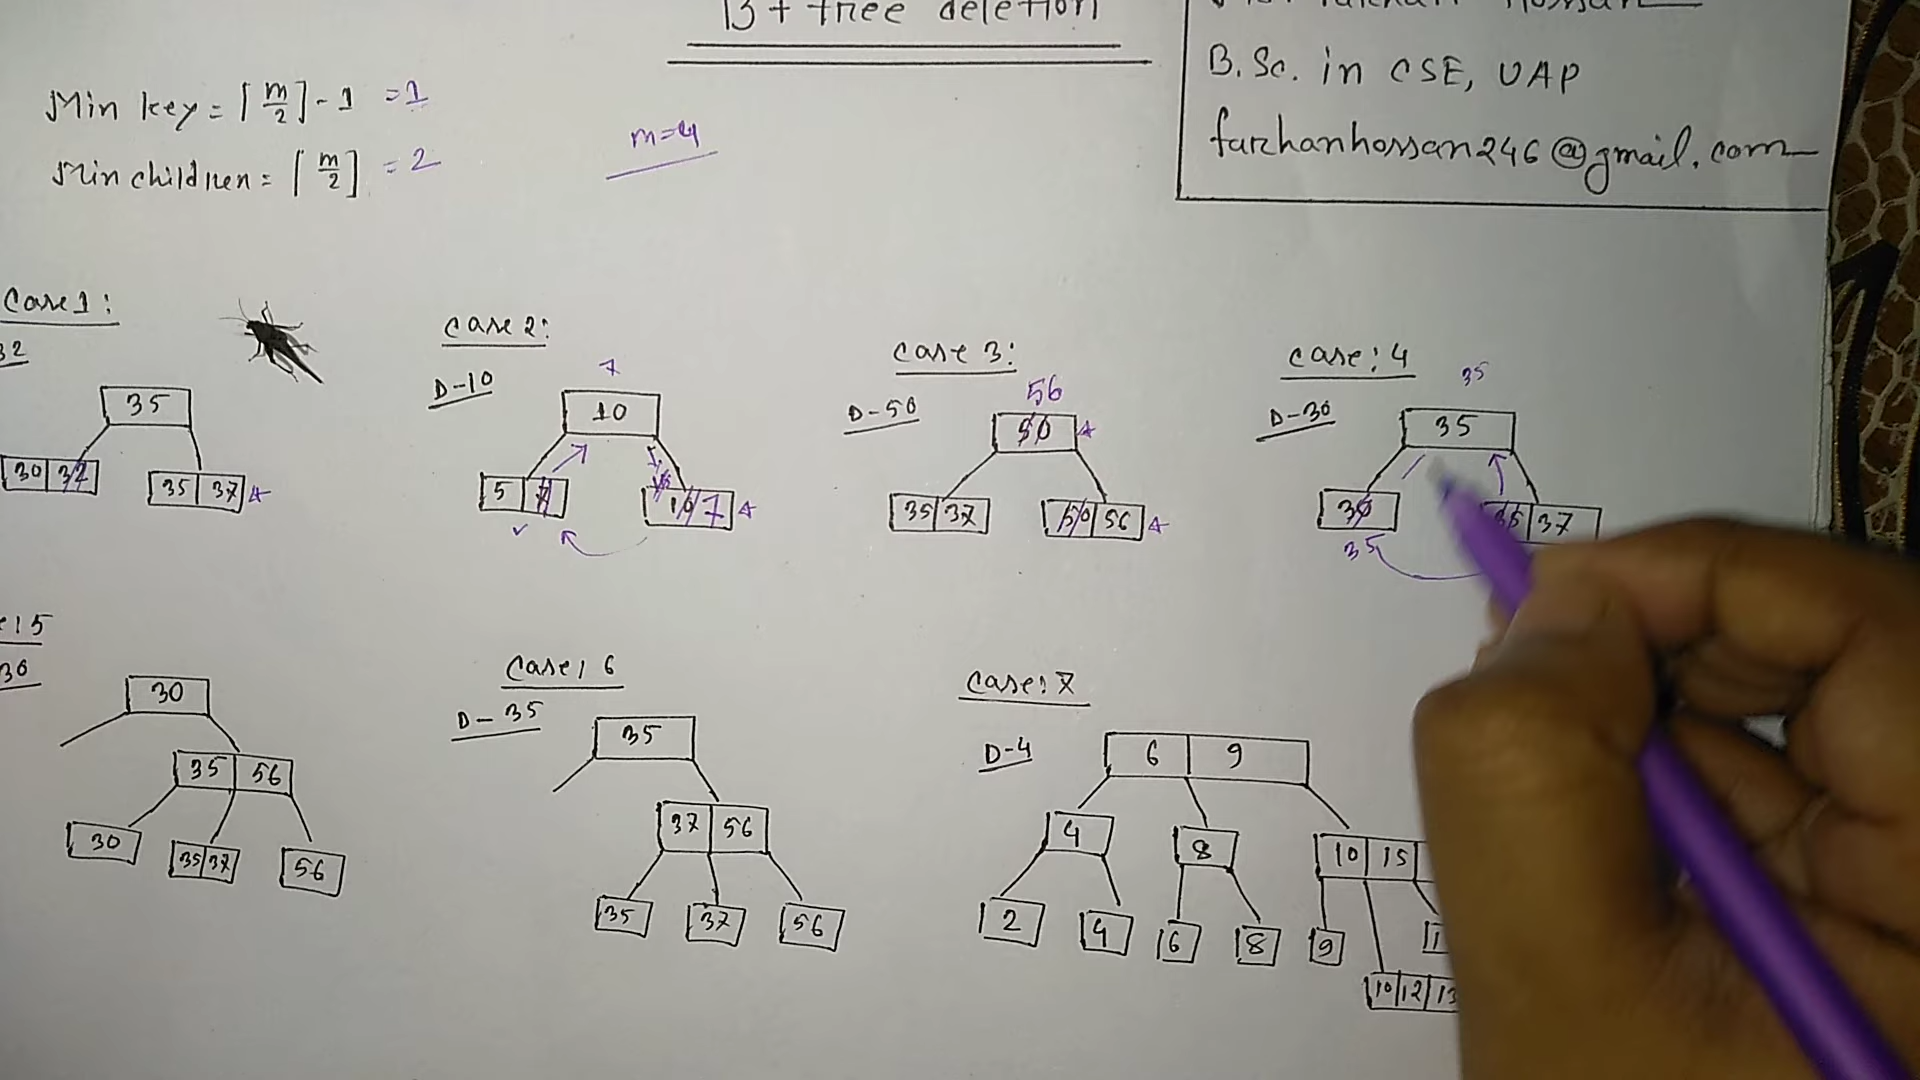 B+ tree deletion
B.Sc. in CSE, UAP
farhanhossan246@gmail.com
Min key = ⌈m/2⌉ - 1 = 1
Min children = ⌈m/2⌉ = 2
m=4
Case 1:
32
35
30 32
35 37
Case 2:
D-10
7
10
5 7
10 7
Case 3:
D-50
56
50
35 37
50 56
Case: 4
D-30
35
35
30
35 37
35
: 5
30
30
35 56
30
35 37
56
Case: 6
D-35
35
37 56
35
37
56
Case: 7
D-4
6 9
4
8
10 15
2
4
6
8
9
10 12 13